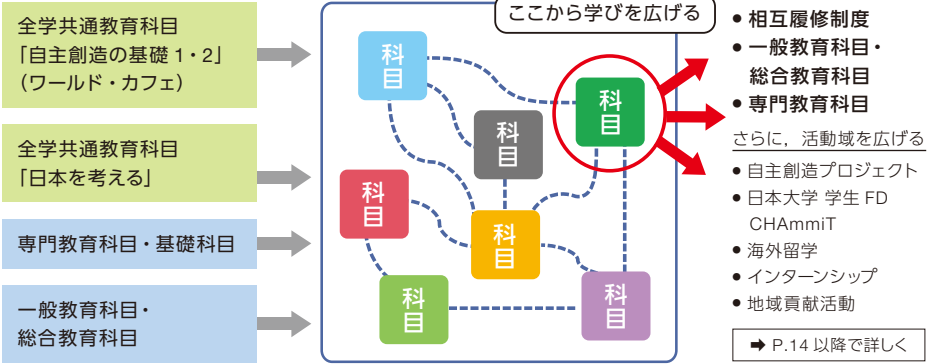 全学共通教育科目
「自主創造の基礎1・2」
（ワールド・カフェ）
全学共通教育科目
「日本を考える」
専門教育科目・基礎科目
一般教育科目・
総合教育科目
ここから学びを広げる
科目
科目
科目
科目
科目
科目
科目
● 相互履修制度
● 一般教育科目・
総合教育科目
● 専門教育科目
さらに，活動域を広げる
● 自主創造プロジェクト
● 日本大学 学生 FD
CHAmmiT
● 海外留学
● インターンシップ
● 地域貢献活動
➡ P.14 以降で詳しく